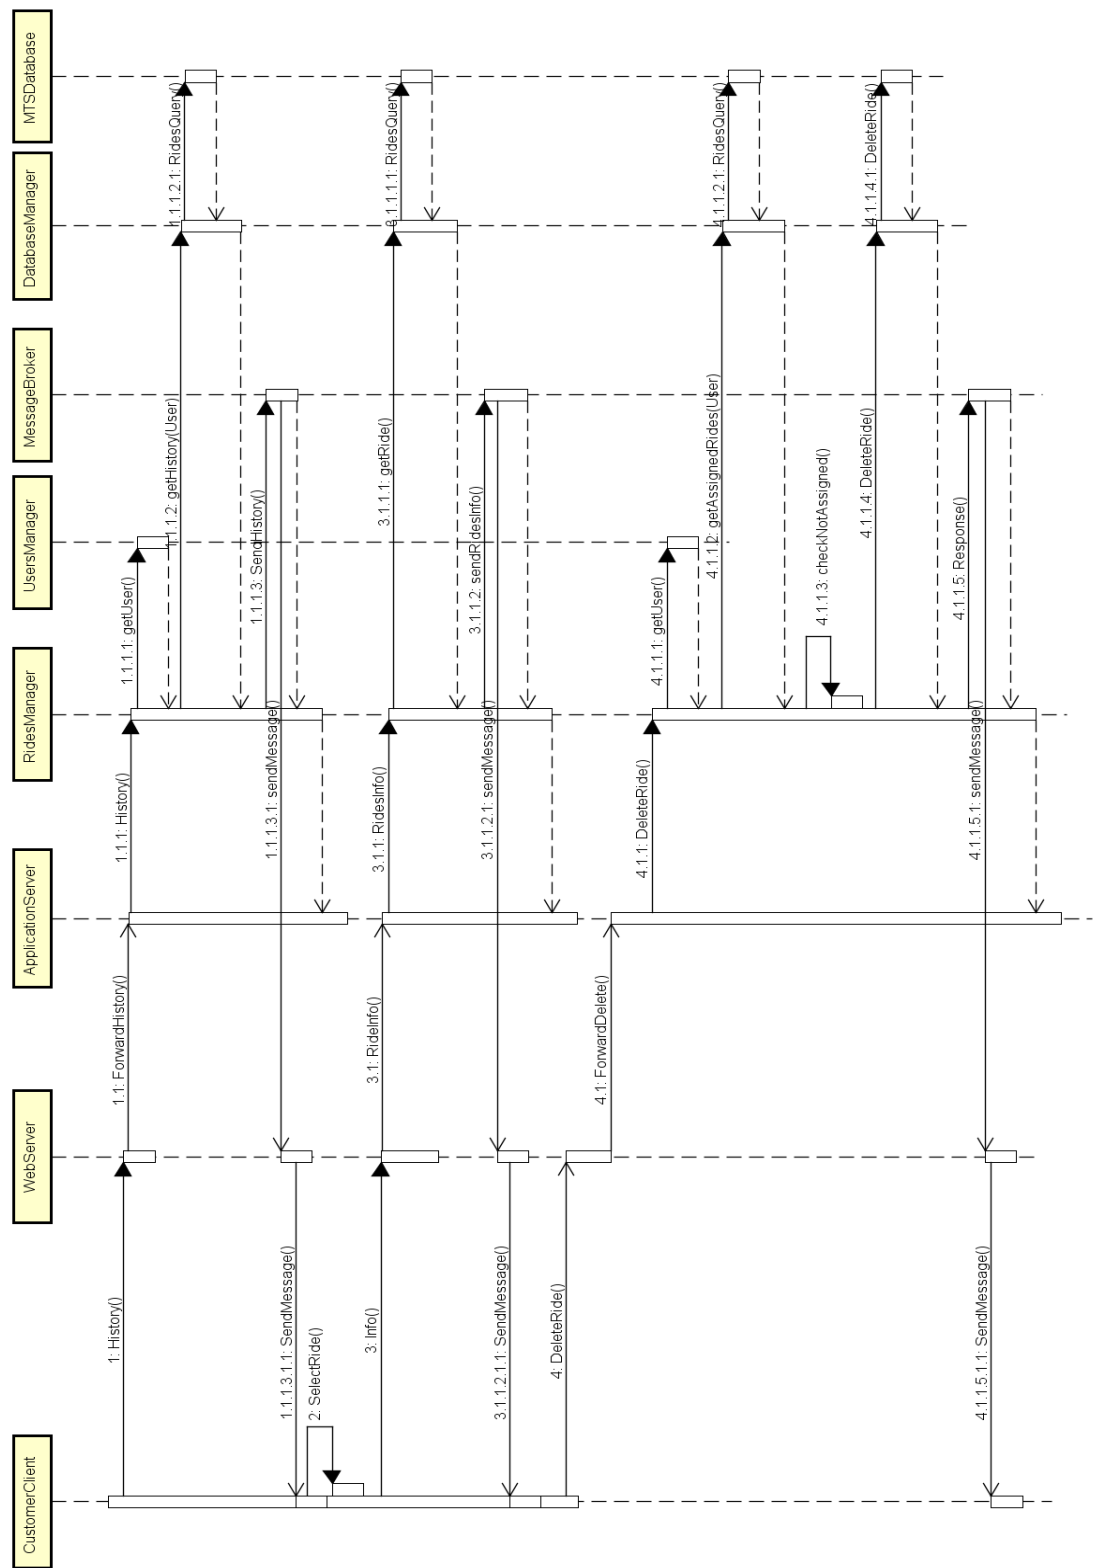 CustomerClient
WebServer
ApplicationServer
RidesManager
UsersManager
MessageBroker
DatabaseManager
MTSDatabase
1: History()
1.1: ForwardHistory()
1.1.1: History()
1.1.1.1: getUser()
1.1.1.2: getHistory(User)
1.1.1.2.1: RidesQuery()
1.1.1.3: SendHistory()
1.1.1.3.1: sendMessage()
1.1.1.3.1.1: SendMessage()
2: SelectRide()
3: Info()
3.1: RideInfo()
3.1.1: RidesInfo()
3.1.1.1: getRide()
3.1.1.1.1: RidesQuery()
3.1.1.2: sendRidesInfo()
3.1.1.2.1: sendMessage()
3.1.1.2.1.1: SendMessage()
4: DeleteRide()
4.1: ForwardDelete()
4.1.1: DeleteRide()
4.1.1.1: getUser()
4.1.1.2: getAssignedRides(User)
4.1.1.2.1: RidesQuery()
4.1.1.3: checkNotAssigned()
4.1.1.4: DeleteRide()
4.1.1.4.1: DeleteRide()
4.1.1.5: Response()
4.1.1.5.1: sendMessage()
4.1.1.5.1.1: SendMessage()